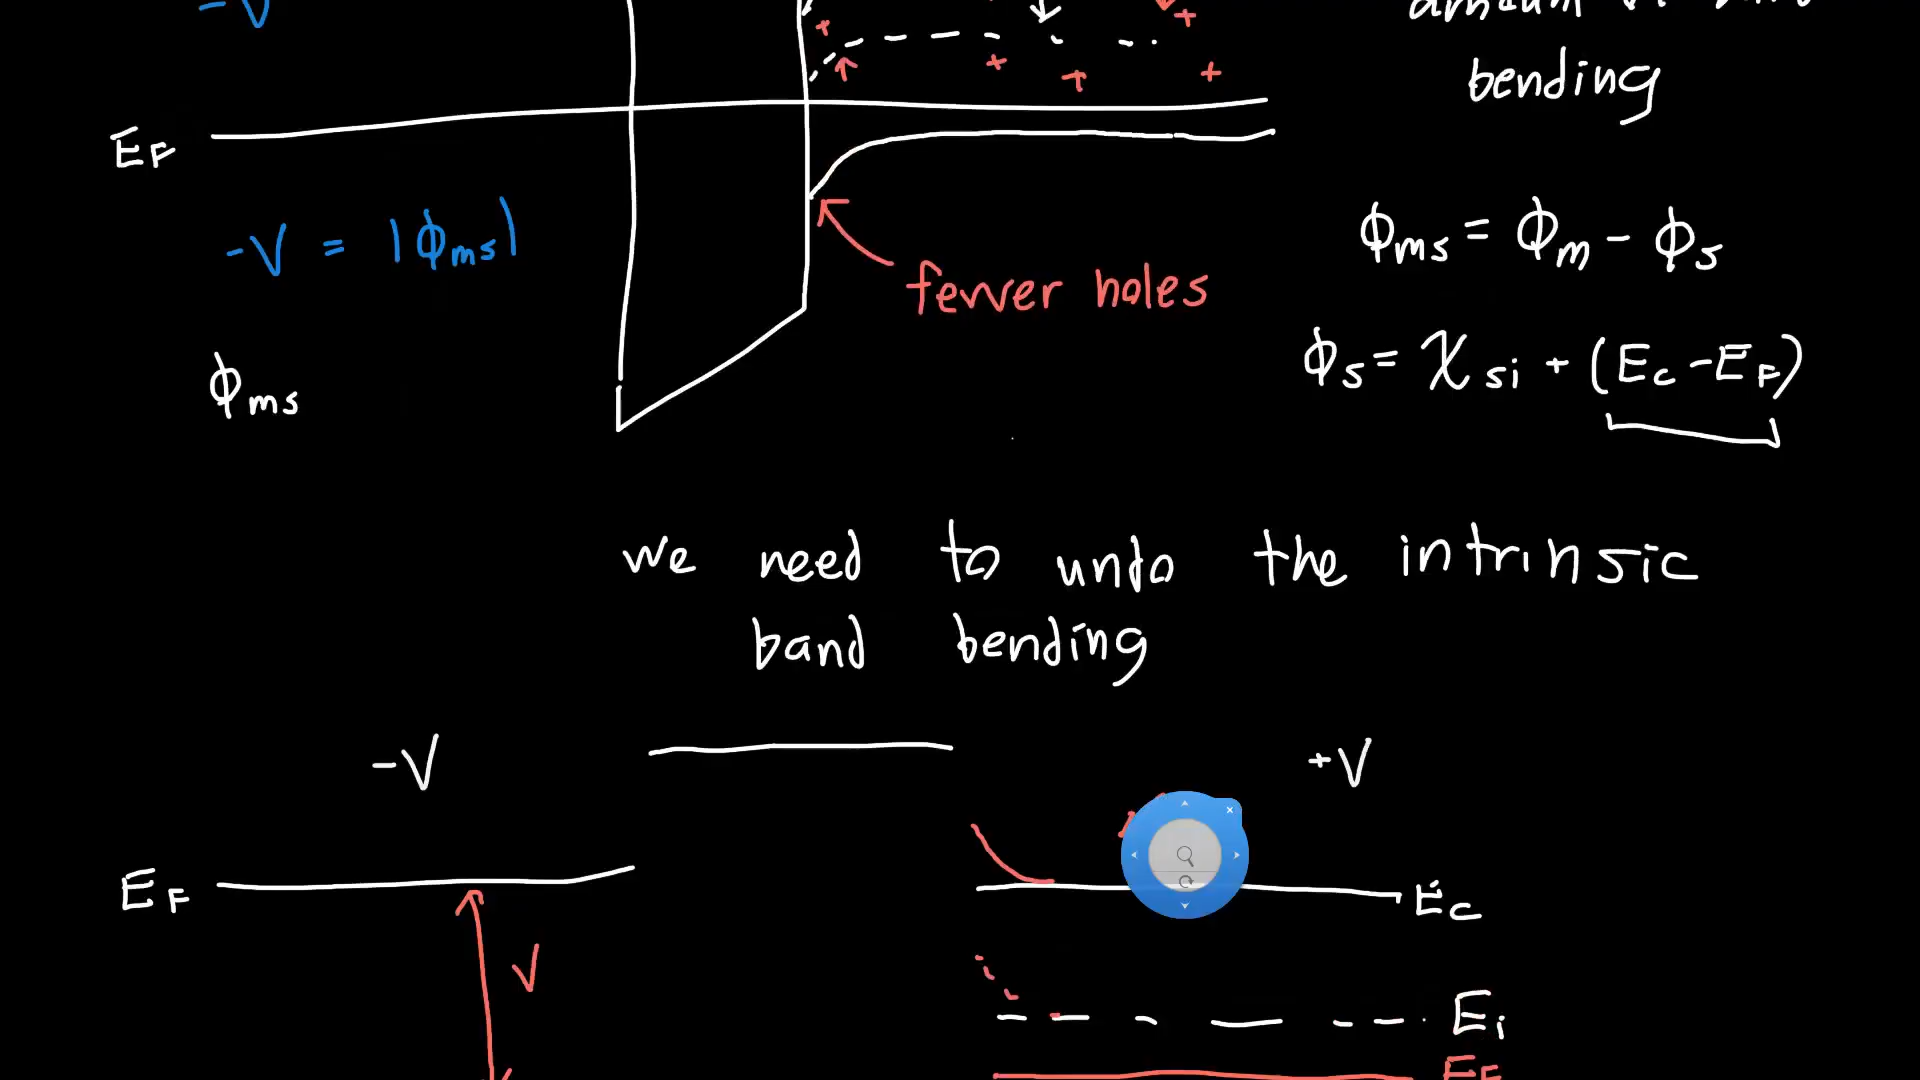 -V
bending
EF
-V = |ϕms|
fewer holes
ϕms = ϕm - ϕs
ϕms
ϕs = χsi + (Ec - EF)
we need to undo the intrinsic
band bending
-V
+V
EF
V
Ec
Ei
EF